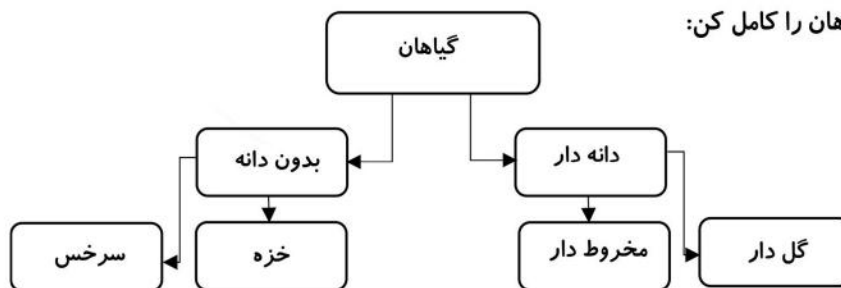 هان را کامل کن:
گیاهان
دانه دار
بدون دانه
گل دار
مخروط دار
خزه
سرخس